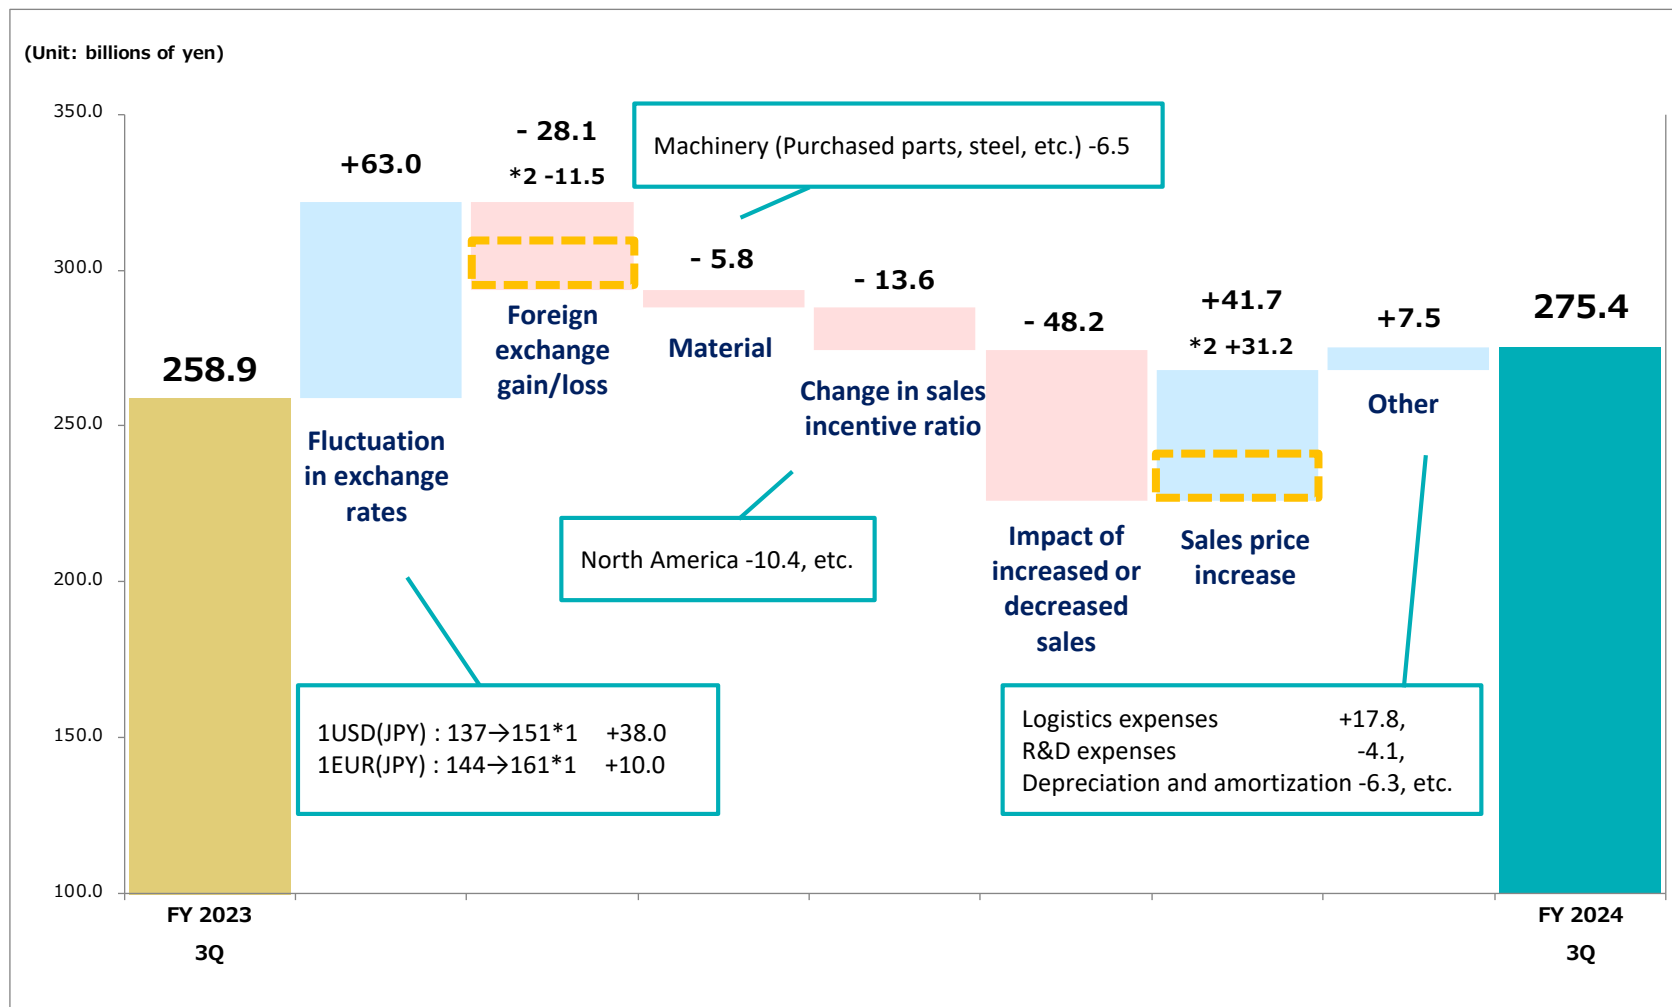 (Unit: billions of yen)
350.0
300.0
250.0
200.0
150.0
100.0
258.9
+63.0
Fluctuation
in exchange
rates
- 28.1
*2 -11.5
Foreign
exchange
gain/loss
Machinery (Purchased parts, steel, etc.) -6.5
- 5.8
Material
- 13.6
Change in sales
incentive ratio
North America -10.4, etc.
- 48.2
Impact of
increased or
decreased
sales
+41.7
*2 +31.2
Sales price
increase
+7.5
Other
275.4
1USD(JPY) : 137→151*1 +38.0
1EUR(JPY) : 144→161*1 +10.0
Logistics expenses +17.8,
R&D expenses -4.1,
Depreciation and amortization -6.3, etc.
FY 2023
3Q
FY 2024
3Q